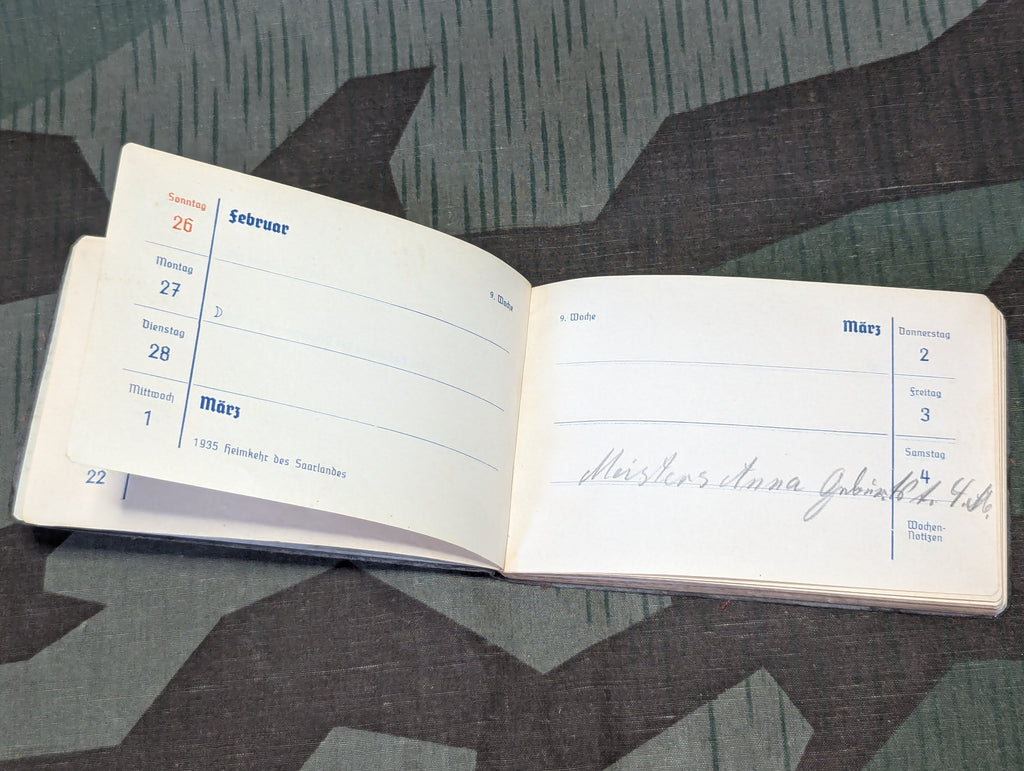 Sonntag
26
Februar
9. Woche
Montag
27
Dienstag
28
Mittwoch
1
März
1935 Heimkehr des Saarlandes
22
9. Woche
März
Donnerstag
2
Freitag
3
Samstag
4
Meisters Anna
Wochen-
Notizen